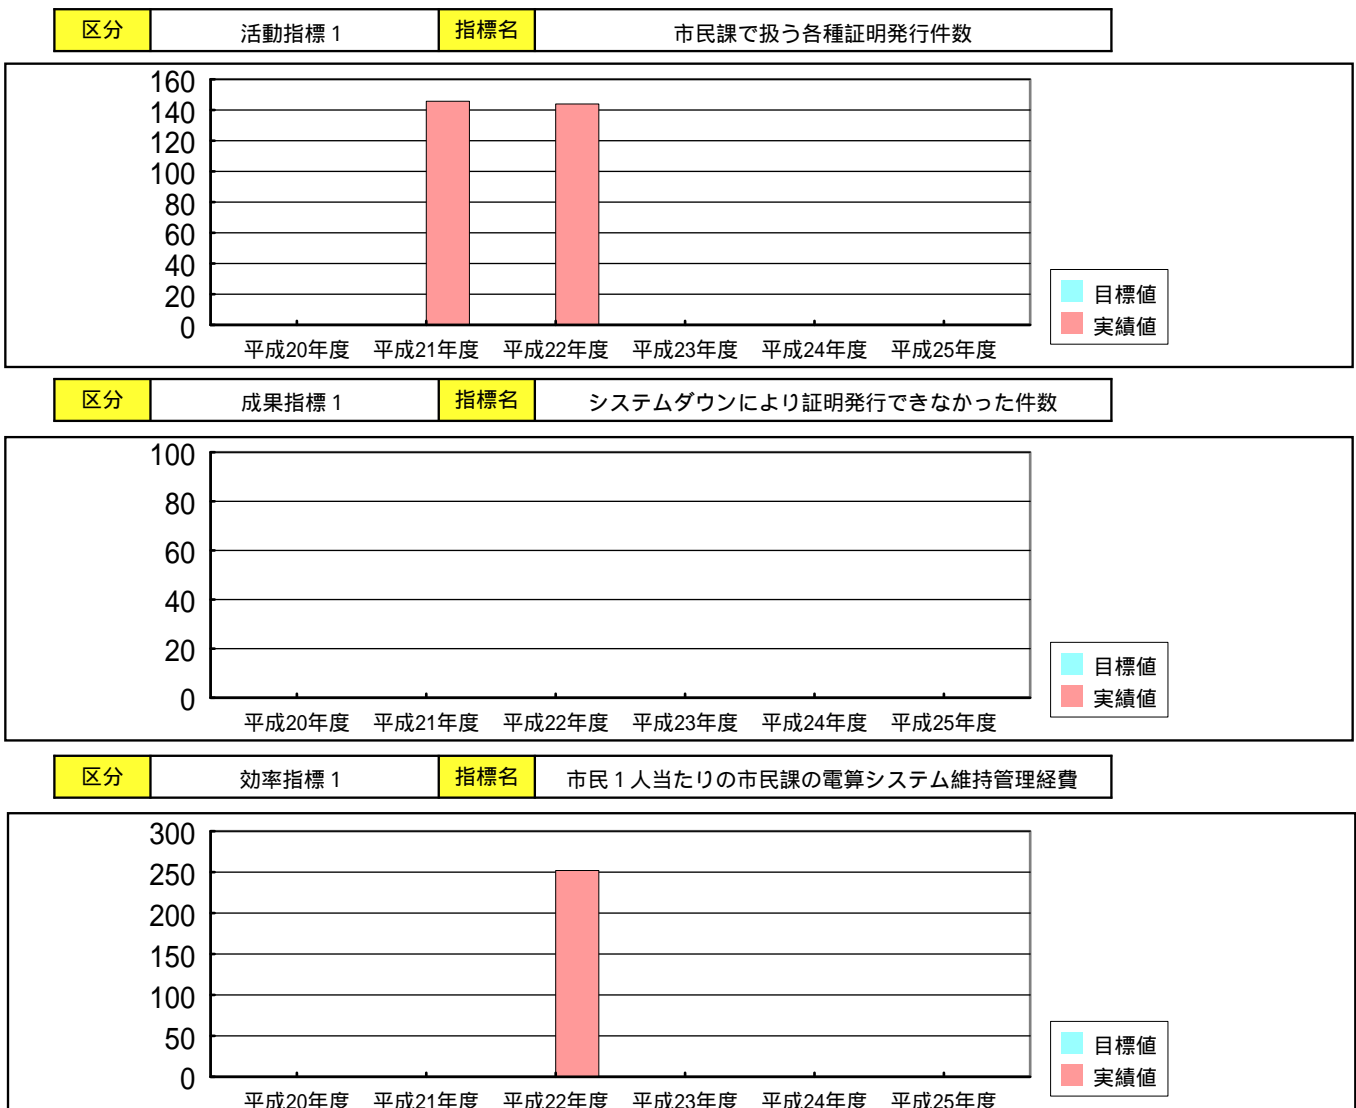 区分 活動指標１ 指標名 市民課で扱う各種証明発行件数
160
140
120
100
80
60
40
20
0
平成20年度 平成21年度 平成22年度 平成23年度 平成24年度 平成25年度
目標値
実績値
区分 成果指標１ 指標名 システムダウンにより証明発行できなかった件数
100
80
60
40
20
0
平成20年度 平成21年度 平成22年度 平成23年度 平成24年度 平成25年度
目標値
実績値
区分 効率指標１ 指標名 市民１人当たりの市民課の電算システム維持管理経費
300
250
200
150
100
50
0
平成20年度 平成21年度 平成22年度 平成23年度 平成24年度 平成25年度
目標値
実績値